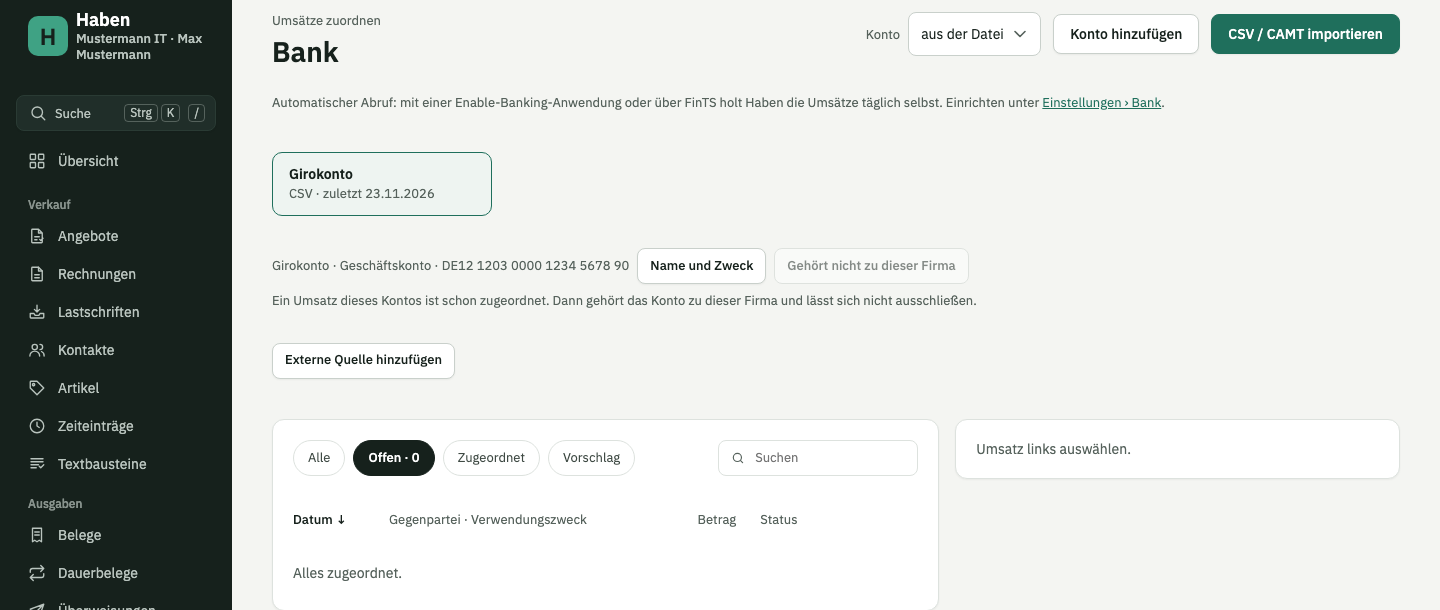 Haben
Mustermann IT · Max
Mustermann
Suche
Strg K /
Übersicht
Verkauf
Angebote
Rechnungen
Lastschriften
Kontakte
Artikel
Zeiteinträge
Textbausteine
Ausgaben
Belege
Dauerbelege
Überweisungen
Umsätze zuordnen
Bank
Konto aus der Datei Konto hinzufügen CSV / CAMT importieren
Automatischer Abruf: mit einer Enable-Banking-Anwendung oder über FinTS holt Haben die Umsätze täglich selbst. Einrichten unter Einstellungen › Bank.
Girokonto
CSV · zuletzt 23.11.2026
Girokonto · Geschäftskonto · DE12 1203 0000 1234 5678 90 Name und Zweck Gehört nicht zu dieser Firma
Ein Umsatz dieses Kontos ist schon zugeordnet. Dann gehört das Konto zu dieser Firma und lässt sich nicht ausschließen.
Externe Quelle hinzufügen
Alle Offen · 0 Zugeordnet Vorschlag Suchen
Datum ↓ Gegenpartei · Verwendungszweck Betrag Status
Alles zugeordnet.
Umsatz links auswählen.